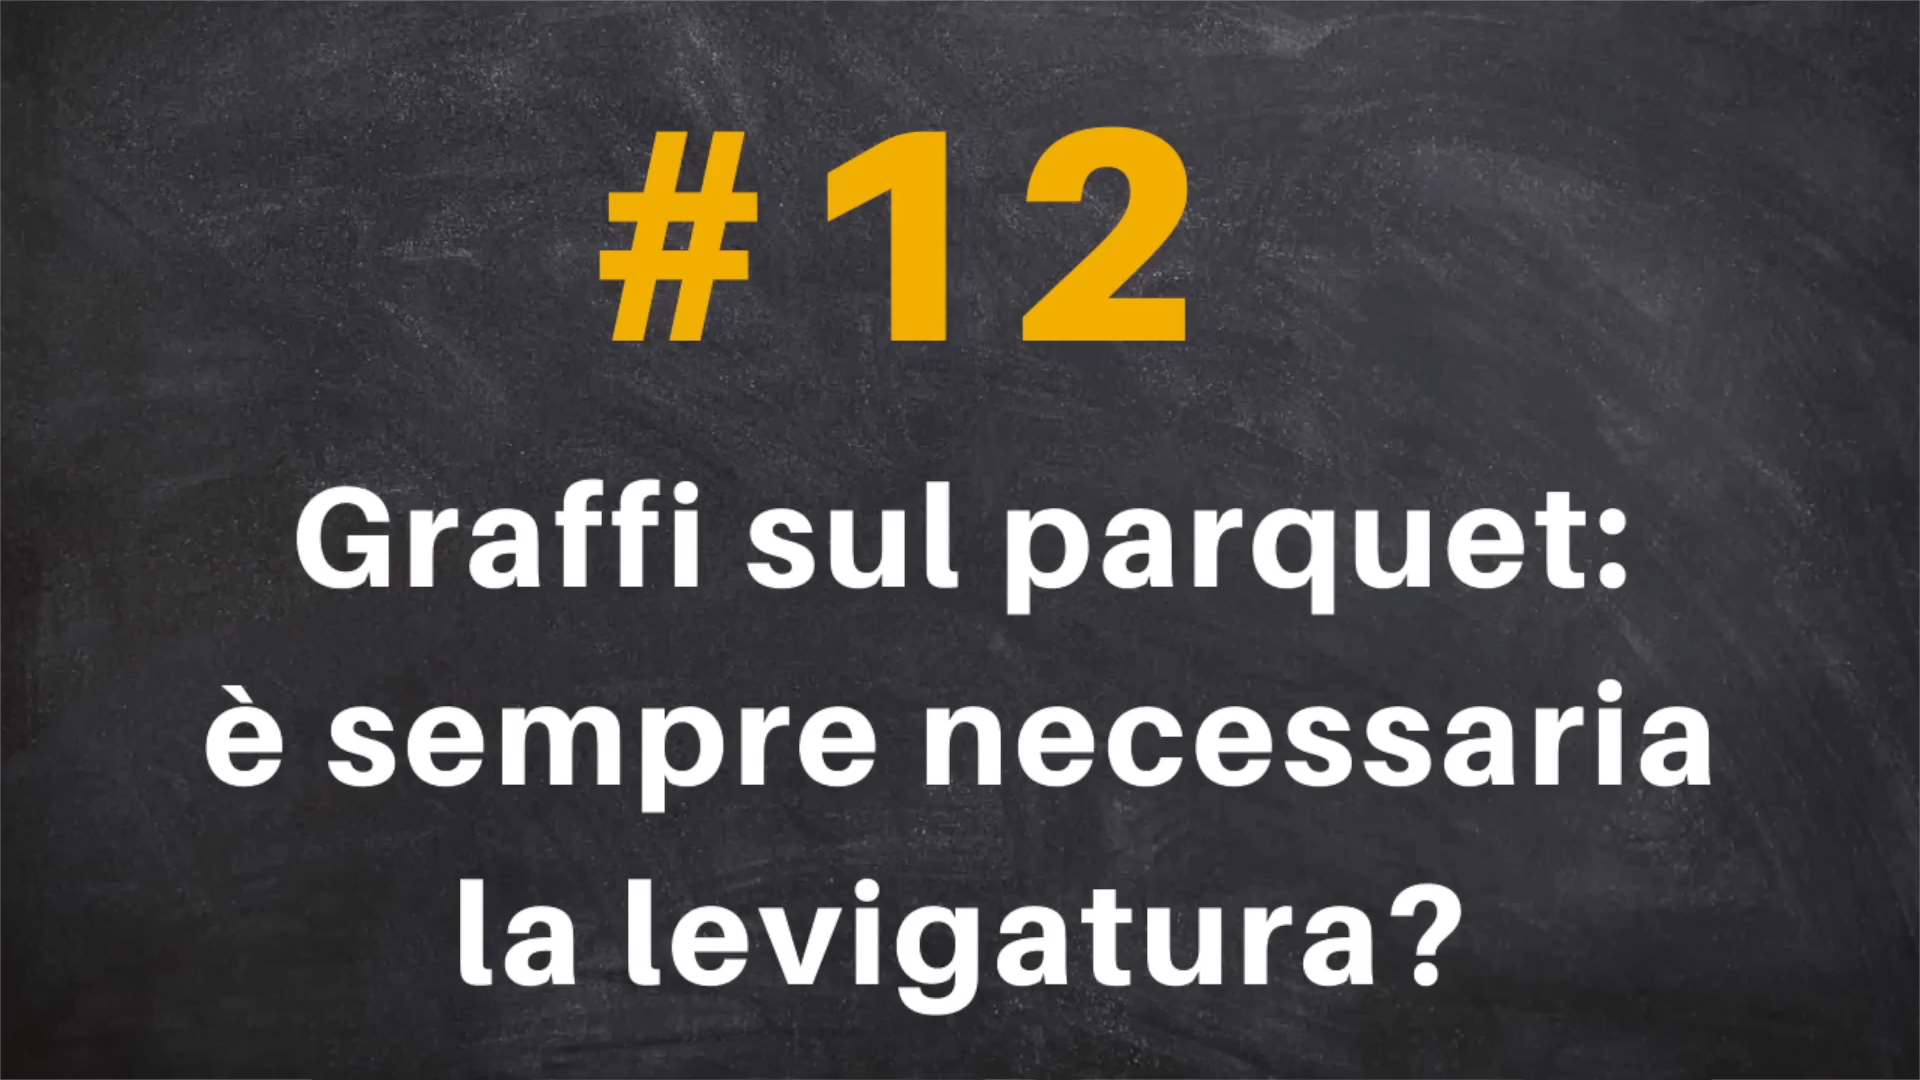 #12
Graffi sul parquet:
è sempre necessaria
la levigatura?